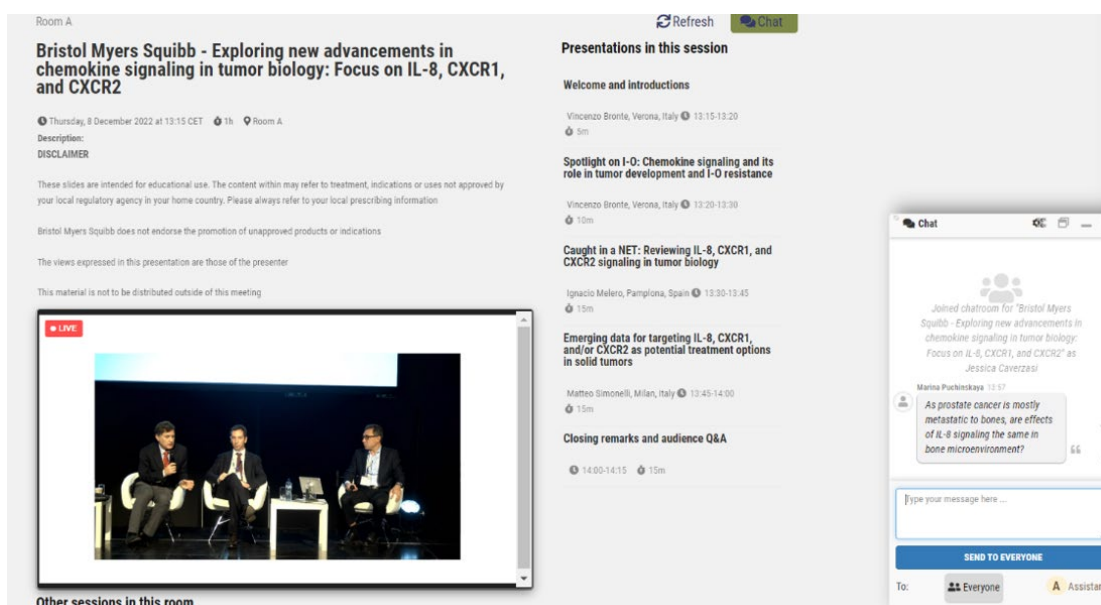 Room A
Refresh
Chat
Bristol Myers Squibb - Exploring new advancements in
chemokine signaling in tumor biology: Focus on IL-8, CXCR1,
and CXCR2
Thursday, 8 December 2022 at 13:15 CET 1h Room A
Description:
DISCLAIMER
These slides are intended for educational use. The content within may refer to treatment, indications or uses not approved by
your local regulatory agency in your home country. Please always refer to your local prescribing information
Bristol Myers Squibb does not endorse the promotion of unapproved products or indications
The views expressed in this presentation are those of the presenter
This material is not to be distributed outside of this meeting
LIVE
Other sessions in this room
Presentations in this session
Welcome and introductions
Vincenzo Bronte, Verona, Italy 13:15-13:20
5m
Spotlight on I-O: Chemokine signaling and its
role in tumor development and I-O resistance
Vincenzo Bronte, Verona, Italy 13:20-13:30
10m
Caught in a NET: Reviewing IL-8, CXCR1, and
CXCR2 signaling in tumor biology
Ignacio Melero, Pamplona, Spain 13:30-13:45
15m
Emerging data for targeting IL-8, CXCR1,
and/or CXCR2 as potential treatment options
in solid tumors
Matteo Simonelli, Milan, Italy 13:45-14:00
15m
Closing remarks and audience Q&A
14:00-14:15 15m
Chat
Joined chatroom for "Bristol Myers
Squibb - Exploring new advancements in
chemokine signaling in tumor biology:
Focus on IL-8, CXCR1, and CXCR2" as
Jessica Caverzasi
Marina Puchinskaya 13:57
As prostate cancer is mostly
metastatic to bones, are effects
of IL-8 signaling the same in
bone microenvironment?
Type your message here ...
SEND TO EVERYONE
To:
Everyone
A Assistan